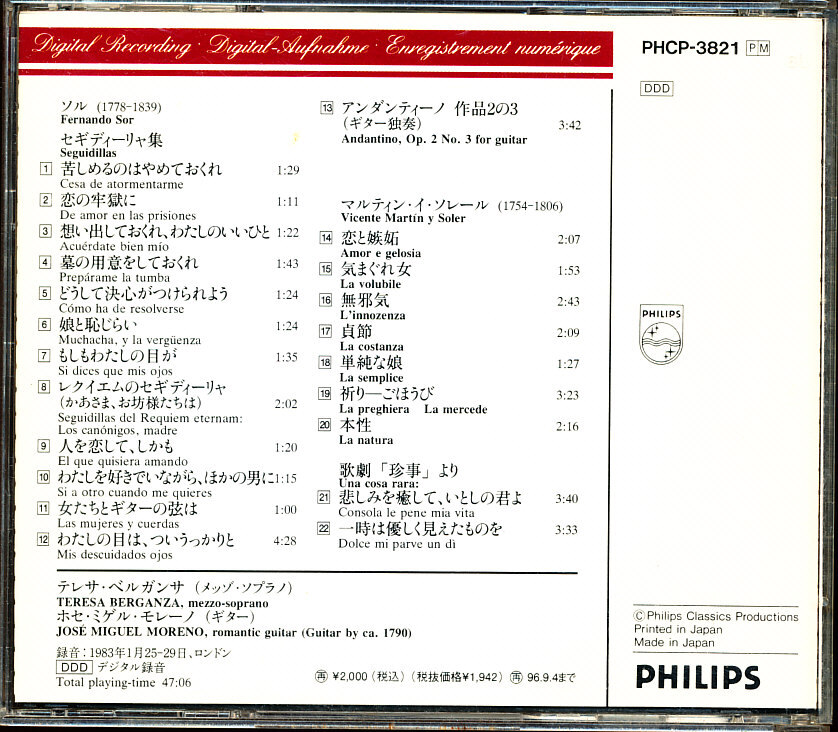 Digital Recording · Digital-Aufnahme · Enregistrement numérique
PHCP-3821 PM
DDD
ソル (1778-1839)
Fernando Sor
セギディーリャ集
Seguidillas
1 苦しめるのはやめておくれ 1:29
Cesa de atormentarme
2 恋の牢獄に 1:11
De amor en las prisiones
3 想い出しておくれ、わたしのいいひと 1:22
Acuérdate bien mío
4 墓の用意をしておくれ 1:43
Prepárame la tumba
5 どうして決心がつけられよう 1:24
Cómo ha de resolverse
6 娘と恥じらい 1:24
Muchacha, y la vergüenza
7 もしもわたしの目が 1:35
Si dices que mis ojos
8 レクイエムのセギディーリャ
(かあさま、お坊様たちは) 2:02
Seguidillas del Requiem eternam:
Los canónigos, madre
9 人を恋して、しかも 1:20
El que quisiera amando
10 わたしを好きでいながら、ほかの男に 1:15
Si a otro cuando me quieres
11 女たちとギターの弦は 1:00
Las mujeres y cuerdas
12 わたしの目は、ついうっかりと 4:28
Mis descuidados ojos
13 アンダンティーノ 作品2の3
(ギター独奏) 3:42
Andantino, Op. 2 No. 3 for guitar
マルティン・イ・ソレール (1754-1806)
Vicente Martín y Soler
14 恋と嫉妬 2:07
Amor e gelosia
15 気まぐれ女 1:53
La volubile
16 無邪気 2:43
L'innozenza
17 貞節 2:09
La costanza
18 単純な娘 1:27
La semplice
19 祈り—ごほうび 3:23
La preghiera La mercede
20 本性 2:16
La natura
歌劇「珍事」より
Una cosa rara:
21 悲しみを癒して、いとしの君よ 3:40
Consola le pene mia vita
22 一時は優しく見えたものを 3:33
Dolce mi parve un dì
テレサ・ベルガンサ (メッゾ・ソプラノ)
TERESA BERGANZA, mezzo-soprano
ホセ・ミゲル・モレーノ (ギター)
JOSÉ MIGUEL MORENO, romantic guitar (Guitar by ca. 1790)
録音：1983年1月25-29日、ロンドン
DDD デジタル録音
Total playing-time 47:06
再 ¥2,000 (税込) (税抜価格¥1,942) 再 96.9.4まで
PHILIPS
©Philips Classics Productions
Printed in Japan
Made in Japan
PHILIPS